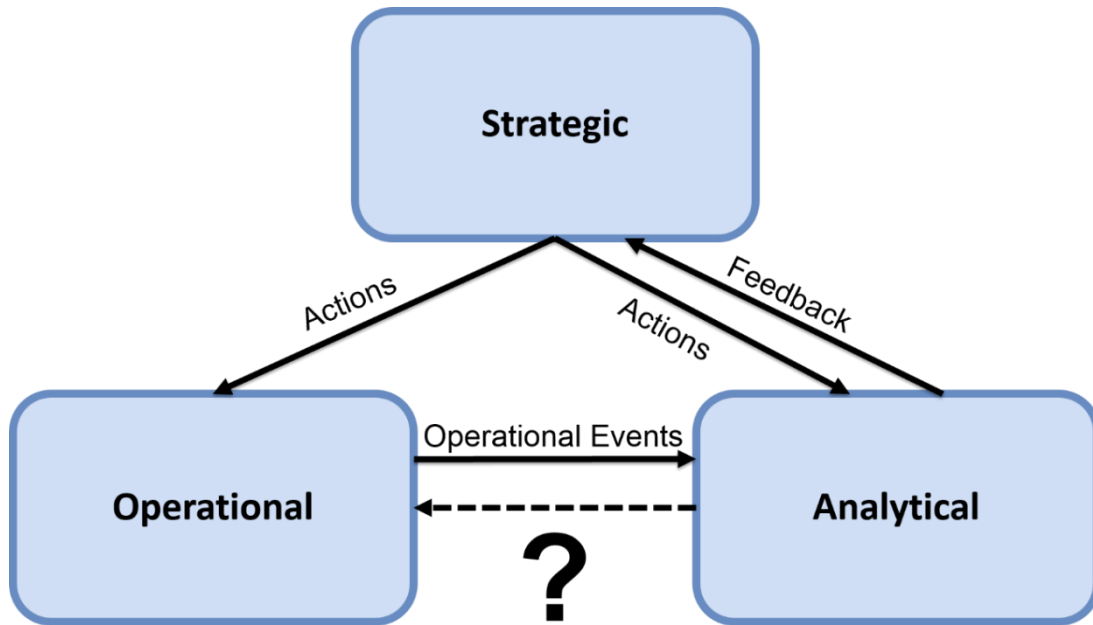 Strategic
Actions
Actions
Feedback
Operational Events
Operational
Analytical
?